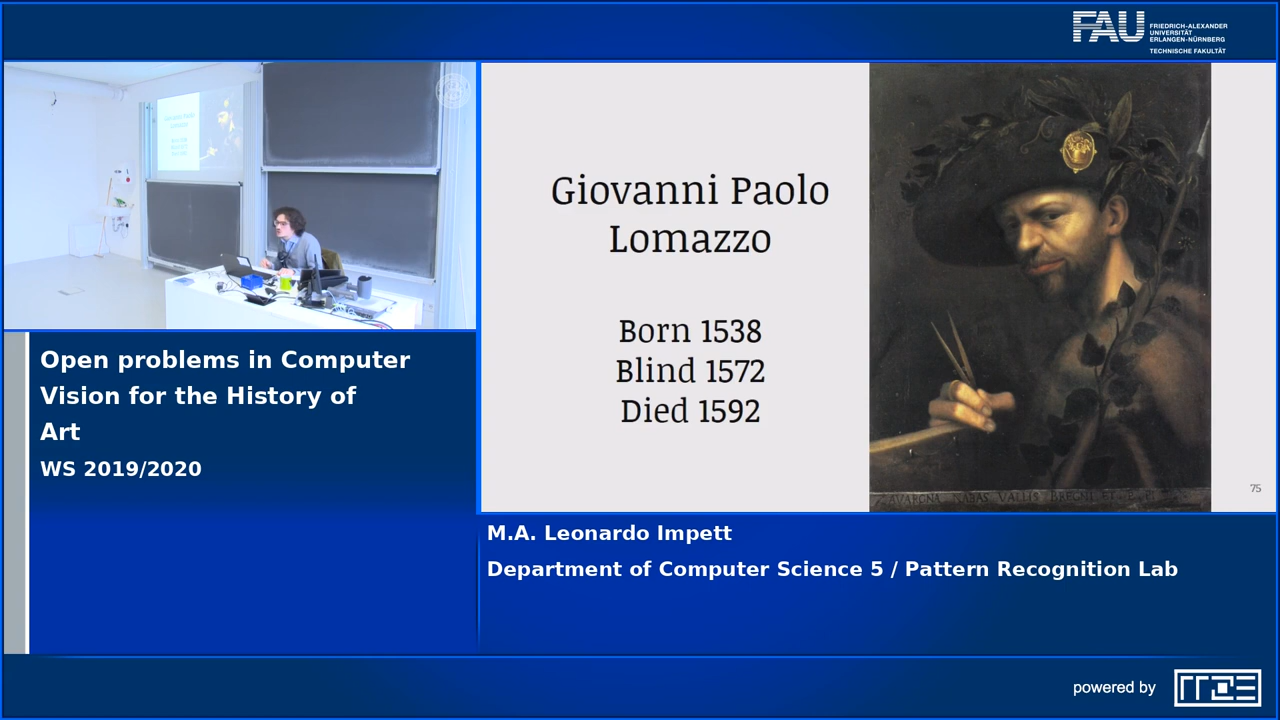 FAU
FRIEDRICH-ALEXANDER
UNIVERSITÄT
ERLANGEN-NÜRNBERG
TECHNISCHE FAKULTÄT
Giovanni Paolo
Lomazzo
Born 1538
Blind 1572
Died 1592
75
Open problems in Computer
Vision for the History of
Art
WS 2019/2020
M.A. Leonardo Impett
Department of Computer Science 5 / Pattern Recognition Lab
powered by